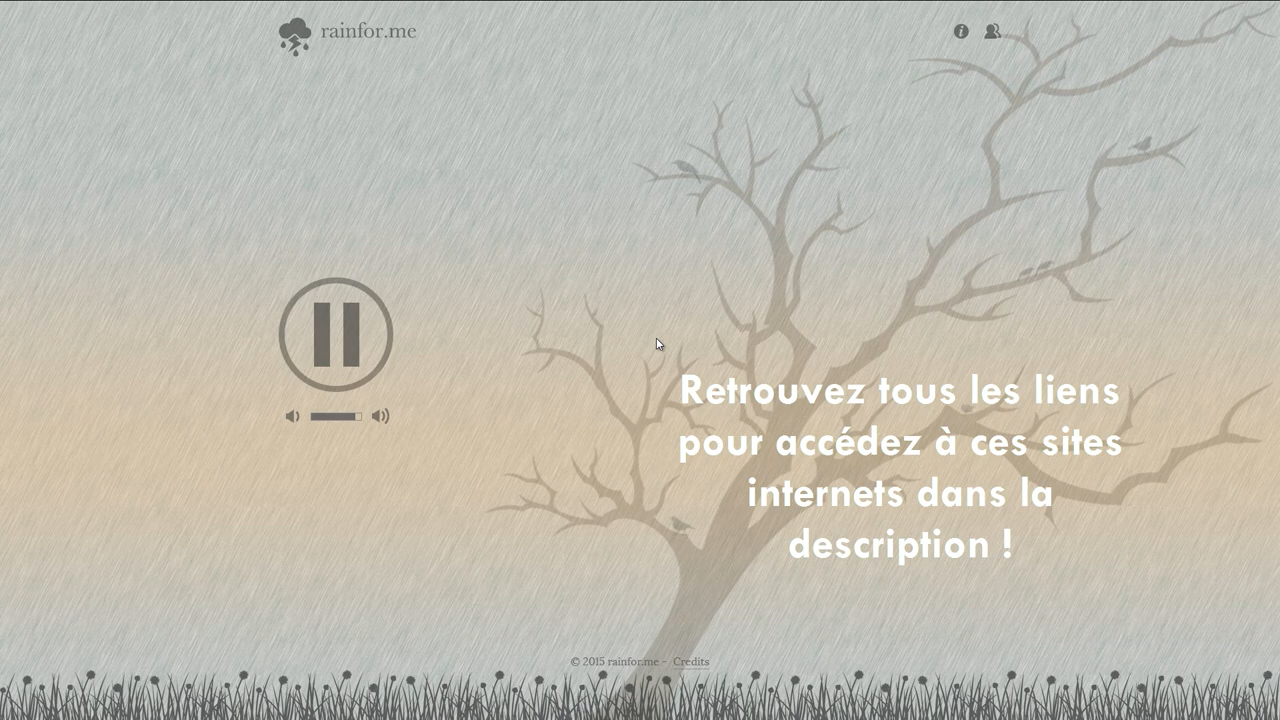 rainfor.me
Retrouvez tous les liens
pour accédez à ces sites
internets dans la
description !
© 2015 rainfor.me - Credits